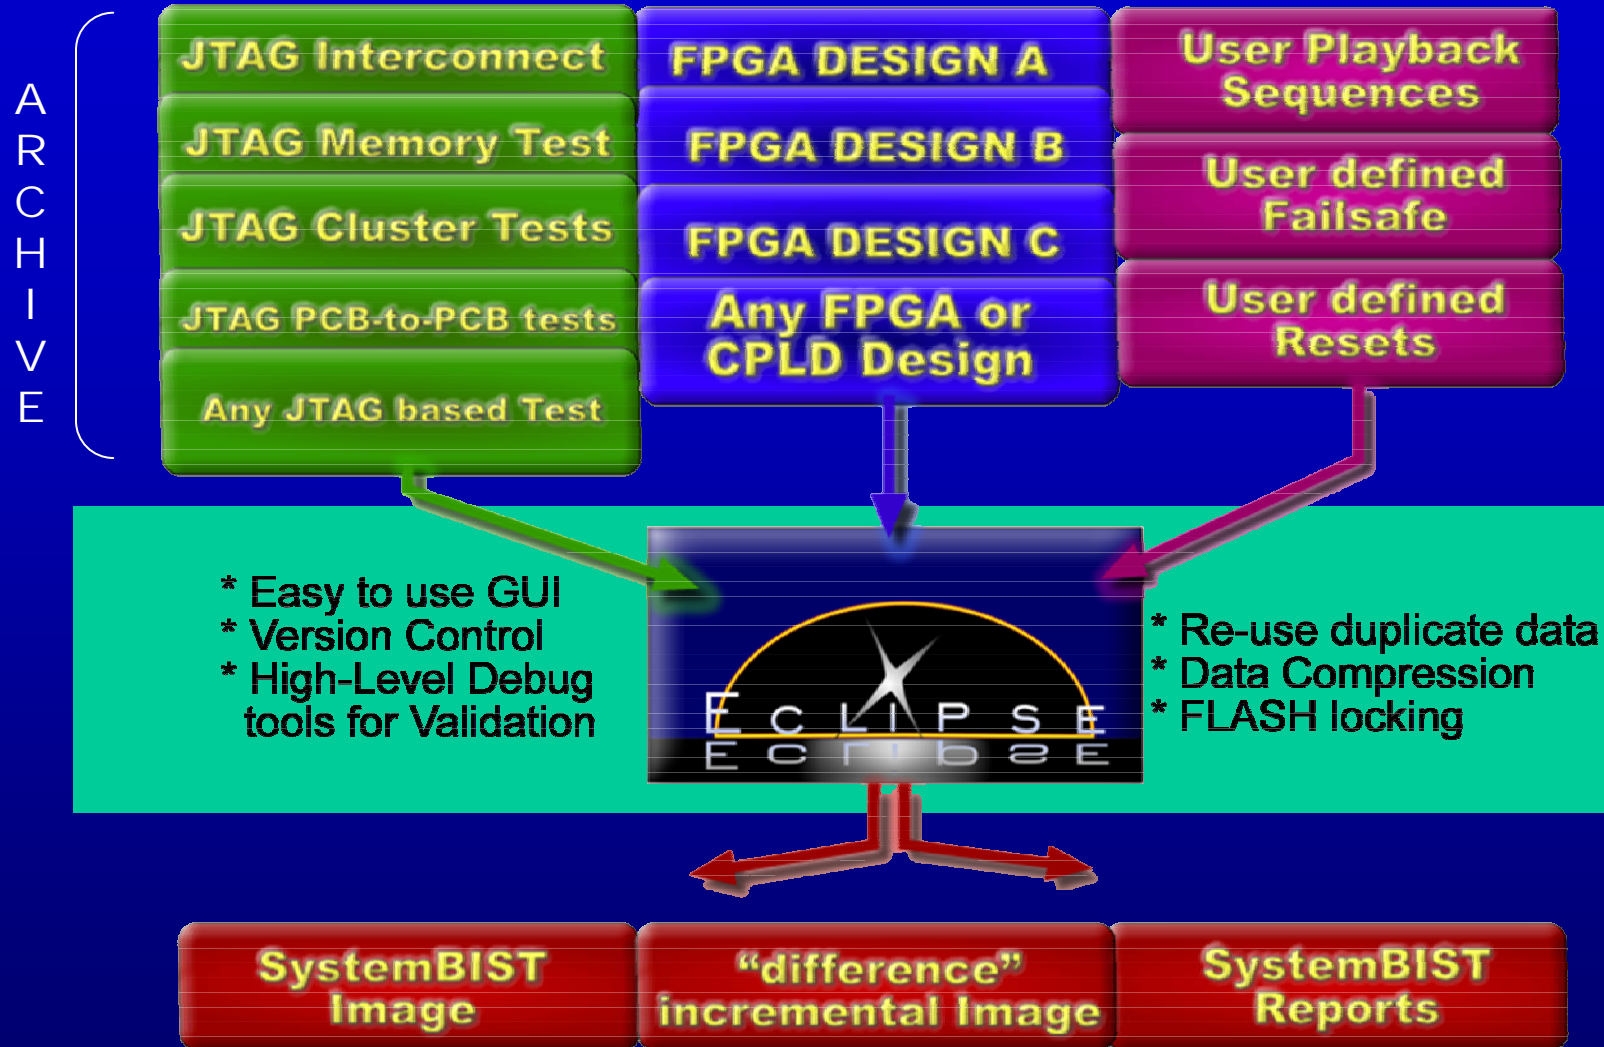 ARCHIVE
JTAG Interconnect
JTAG Memory Test
JTAG Cluster Tests
JTAG PCB-to-PCB tests
Any JTAG based Test
FPGA DESIGN A
FPGA DESIGN B
FPGA DESIGN C
Any FPGA or
CPLD Design
User Playback
Sequences
User defined
Failsafe
User defined
Resets
* Easy to use GUI
* Version Control
* High-Level Debug
tools for Validation
ECLIPSE
* Re-use duplicate data
* Data Compression
* FLASH locking
SystemBIST
Image
“difference”
incremental Image
SystemBIST
Reports